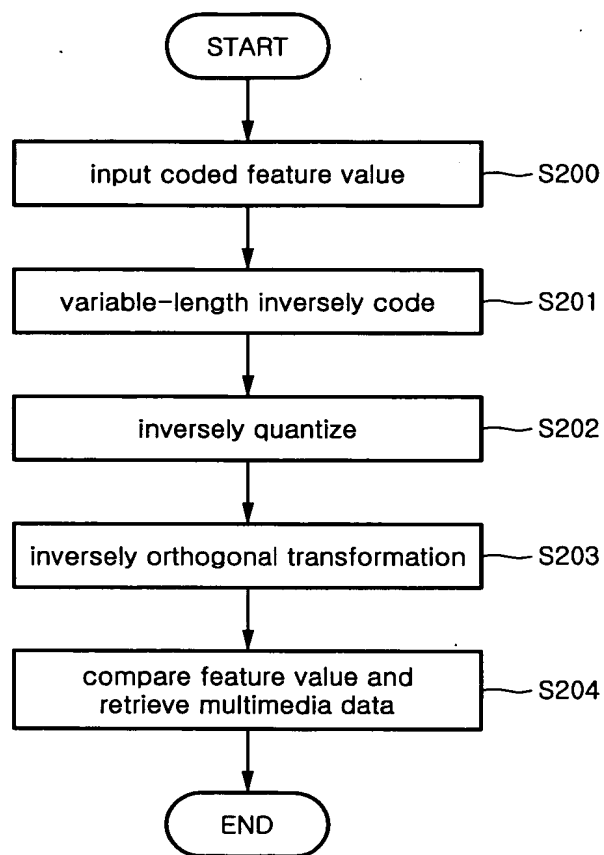 START
input coded feature value
S200
variable-length inversely code
S201
inversely quantize
S202
inversely orthogonal transformation
S203
compare feature value and
retrieve multimedia data
S204
END